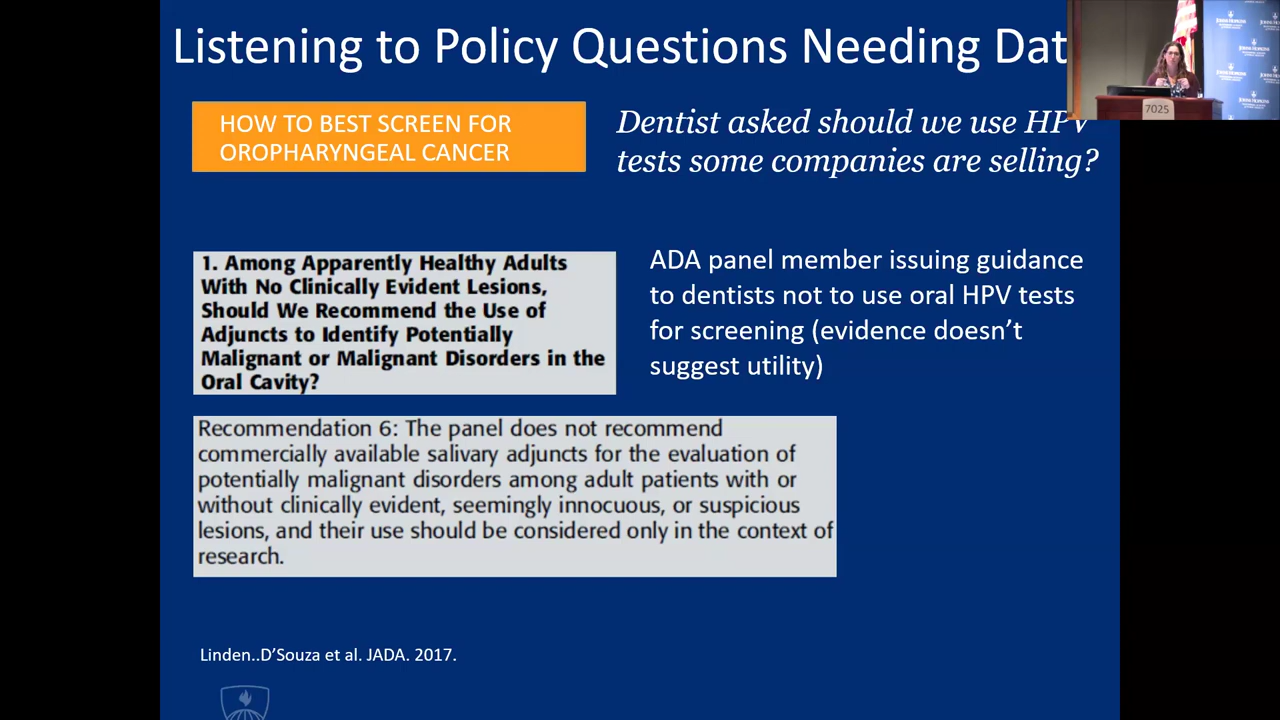 Listening to Policy Questions Needing Dat
HOW TO BEST SCREEN FOR
OROPHARYNGEAL CANCER
Dentist asked should we use HPV
tests some companies are selling?
1. Among Apparently Healthy Adults
With No Clinically Evident Lesions,
Should We Recommend the Use of
Adjuncts to Identify Potentially
Malignant or Malignant Disorders in the
Oral Cavity?
ADA panel member issuing guidance
to dentists not to use oral HPV tests
for screening (evidence doesn't
suggest utility)
Recommendation 6: The panel does not recommend
commercially available salivary adjuncts for the evaluation of
potentially malignant disorders among adult patients with or
without clinically evident, seemingly innocuous, or suspicious
lesions, and their use should be considered only in the context of
research.
Linden..D'Souza et al. JADA. 2017.
7025